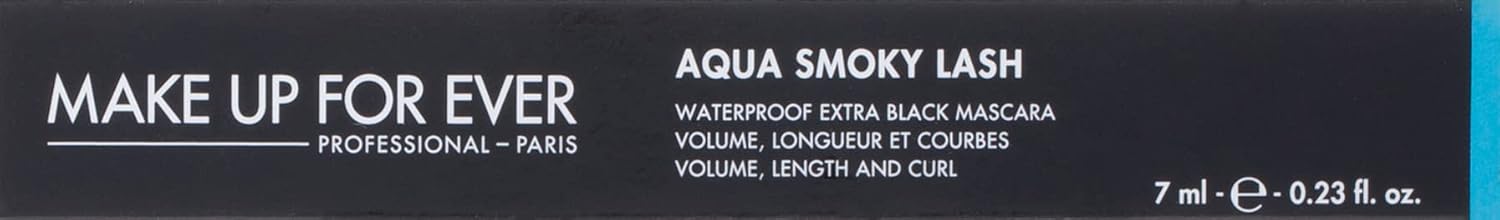 MAKE UP FOR EVER
PROFESSIONAL – PARIS
AQUA SMOKY LASH
WATERPROOF EXTRA BLACK MASCARA
VOLUME, LONGUEUR ET COURBES
VOLUME, LENGTH AND CURL
7 ml - ℮ - 0.23 fl. oz.